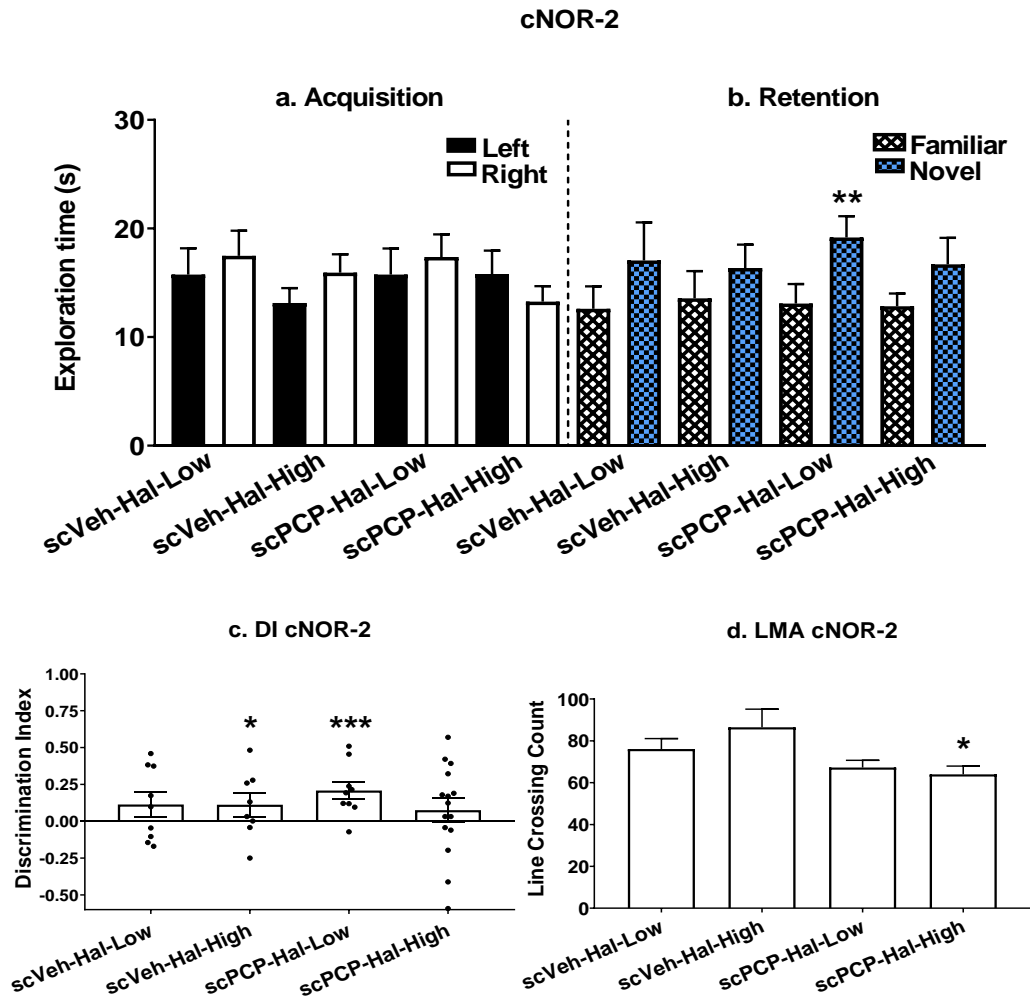 cNOR-2
a. Acquisition
b. Retention
Exploration time (s)
30
20
10
0
Left
Right
Familiar
Novel
**
scVeh-Hal-Low
scVeh-Hal-High
scPCP-Hal-Low
scPCP-Hal-High
scVeh-Hal-Low
scVeh-Hal-High
scPCP-Hal-Low
scPCP-Hal-High
c. DI cNOR-2
Discrimination Index
1.00
0.75
0.50
0.25
0.00
-0.25
-0.50
*
***
scVeh-Hal-Low
scVeh-Hal-High
scPCP-Hal-Low
scPCP-Hal-High
d. LMA cNOR-2
Line Crossing Count
100
80
60
40
20
0
*
scVeh-Hal-Low
scVeh-Hal-High
scPCP-Hal-Low
scPCP-Hal-High